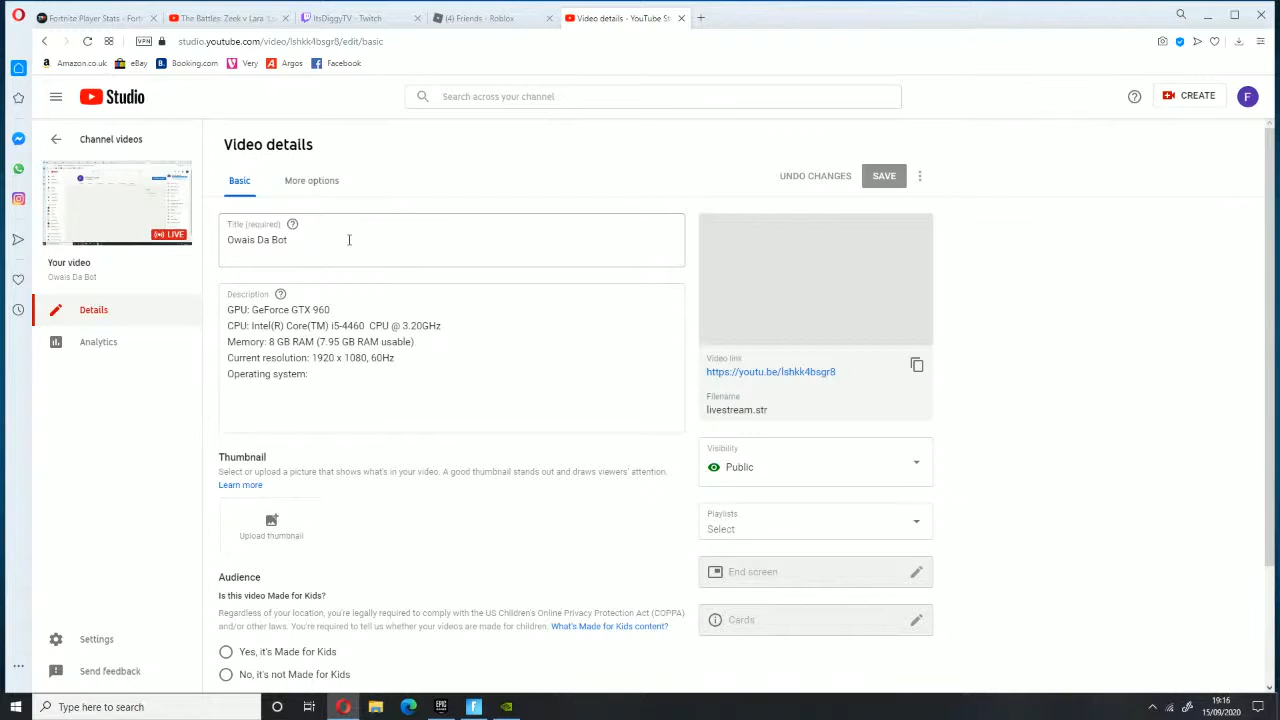 Fortnite Player Stats - Fortn
The Battles: Zeek v Lara 'L
ItsDiggyTV - Twitch
(4) Friends - Roblox
Video details - YouTube St
VPN
studio.youtube.com/video/lshkk4bsgr8/edit/basic
Amazon.co.uk
eBay
Booking.com
Very
Argos
Facebook
Studio
Search across your channel
CREATE
F
Channel videos
LIVE
Your video
Owais Da Bot
Details
Analytics
Settings
Send feedback
Video details
Basic
More options
UNDO CHANGES
SAVE
Title (required)
Owais Da Bot
Description
GPU: GeForce GTX 960
CPU: Intel(R) Core(TM) i5-4460  CPU @ 3.20GHz
Memory: 8 GB RAM (7.95 GB RAM usable)
Current resolution: 1920 x 1080, 60Hz
Operating system:
Thumbnail
Select or upload a picture that shows what's in your video. A good thumbnail stands out and draws viewers' attention.
Learn more
Upload thumbnail
Audience
Is this video Made for Kids?
Regardless of your location, you're legally required to comply with the US Children's Online Privacy Protection Act (COPPA)
and/or other laws. You're required to tell us whether your videos are made for children. What's Made for Kids content?
Yes, it's Made for Kids
No, it's not Made for Kids
Video link
https://youtu.be/lshkk4bsgr8
Filename
livestream.str
Visibility
Public
Playlists
Select
End screen
Cards
Type here to search
EPIC
19:16
15/09/2020